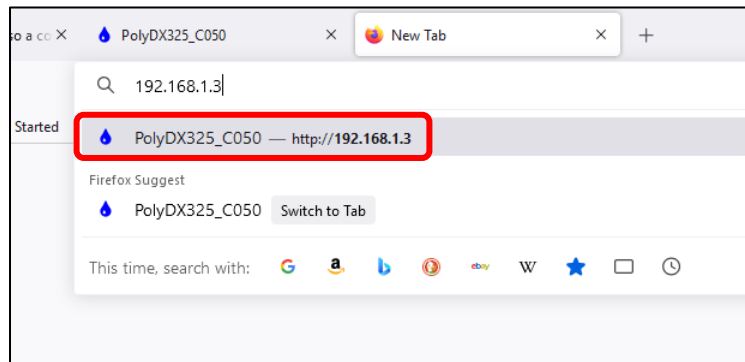 so a co
PolyDX325_C050
New Tab
192.168.1.3
Started
PolyDX325_C050 — http://192.168.1.3
Firefox Suggest
PolyDX325_C050 Switch to Tab
This time, search with: